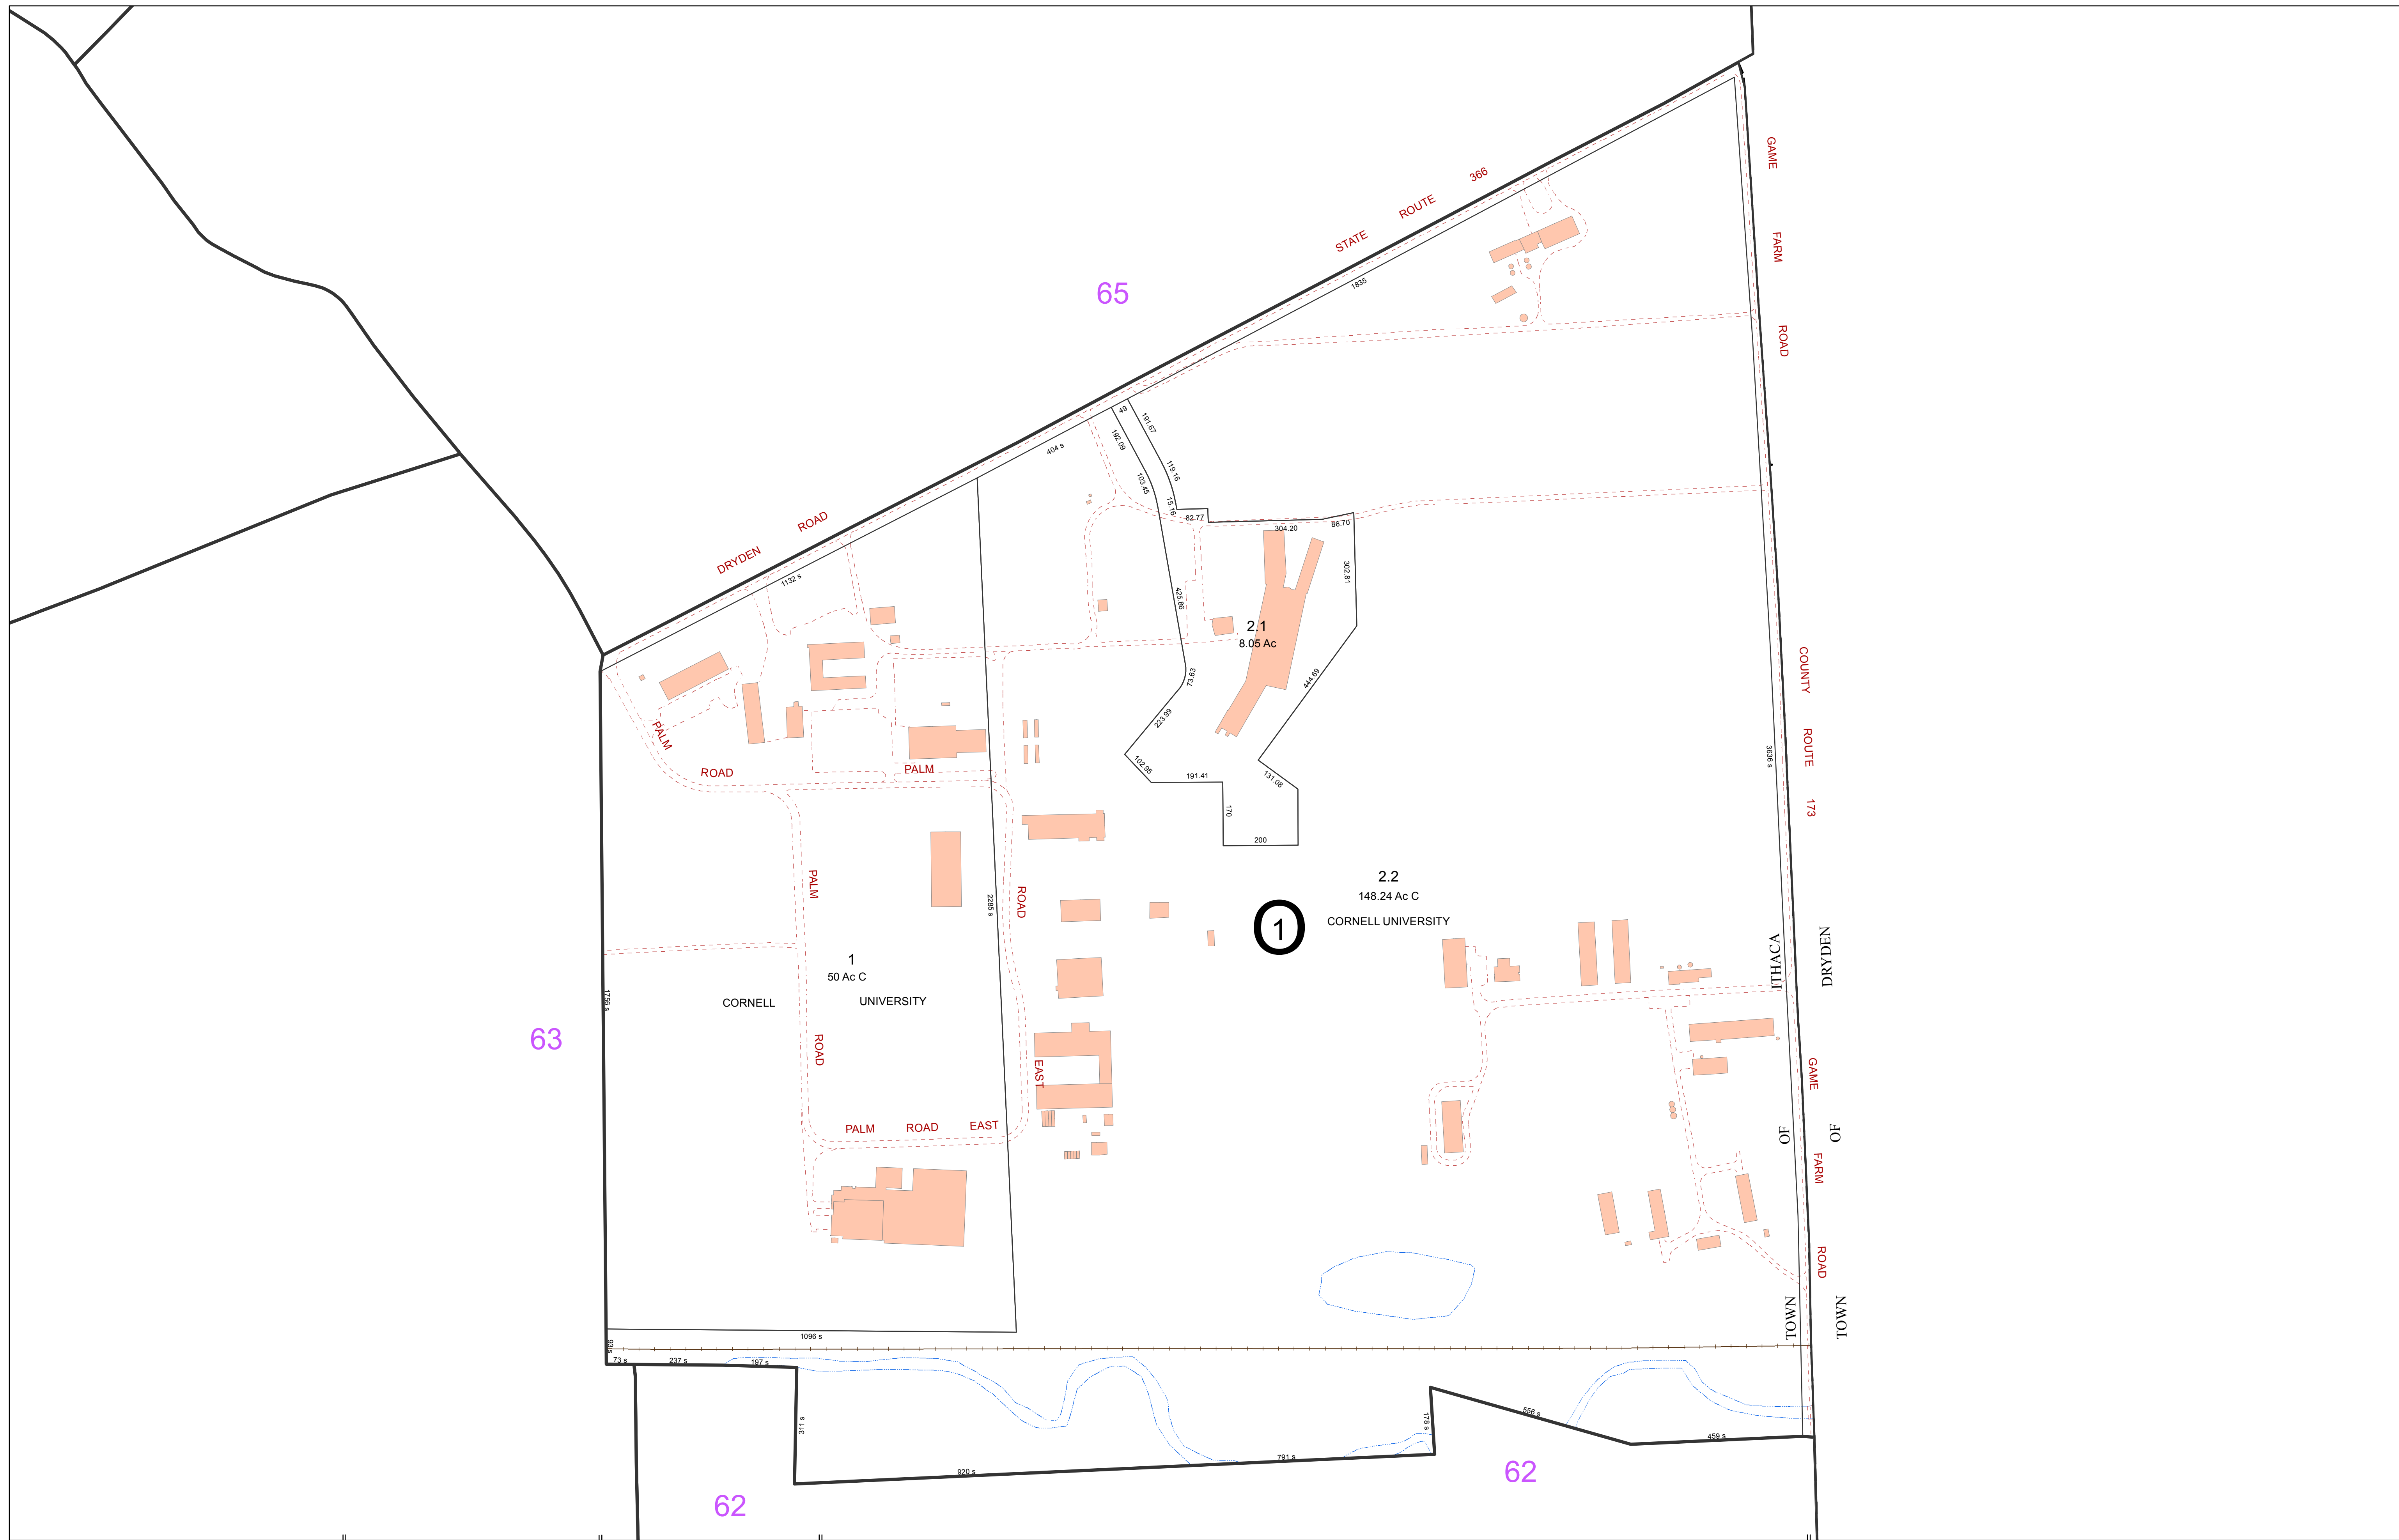 GAME
FARM
ROAD
STATE ROUTE 366
65
1835
49
191.67
192.09
404 s
119.16
103.45
15.16
82.77
304.20
86.70
DRYDEN ROAD
1132 s
302.81
425.86
2.1
8.05 Ac
73.63
444.69
COUNTY
ROUTE
173
223.99
PALM
ROAD
PALM
102.95
191.41
131.08
3636 s
170
200
PALM
ROAD
2285 s
2.2
148.24 Ac C
CORNELL UNIVERSITY
1
1
50 Ac C
CORNELL UNIVERSITY
1756 s
63
ROAD
EAST
PALM ROAD EAST
TOWN OF ITHACA
TOWN OF DRYDEN
GAME
FARM
ROAD
1096 s
93 s
73 s
237 s
197 s
311 s
920 s
791 s
178 s
556 s
459 s
62
62